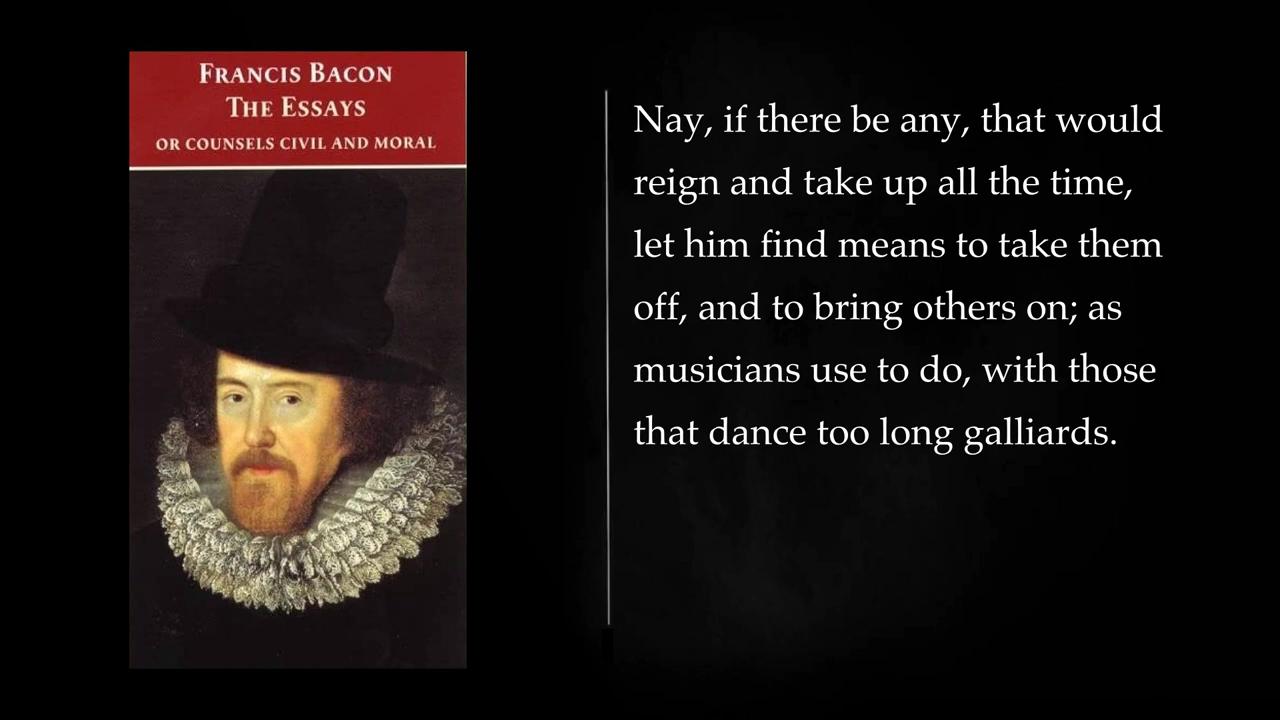 FRANCIS BACON
THE ESSAYS
OR COUNSELS CIVIL AND MORAL
Nay, if there be any, that would
reign and take up all the time,
let him find means to take them
off, and to bring others on; as
musicians use to do, with those
that dance too long galliards.